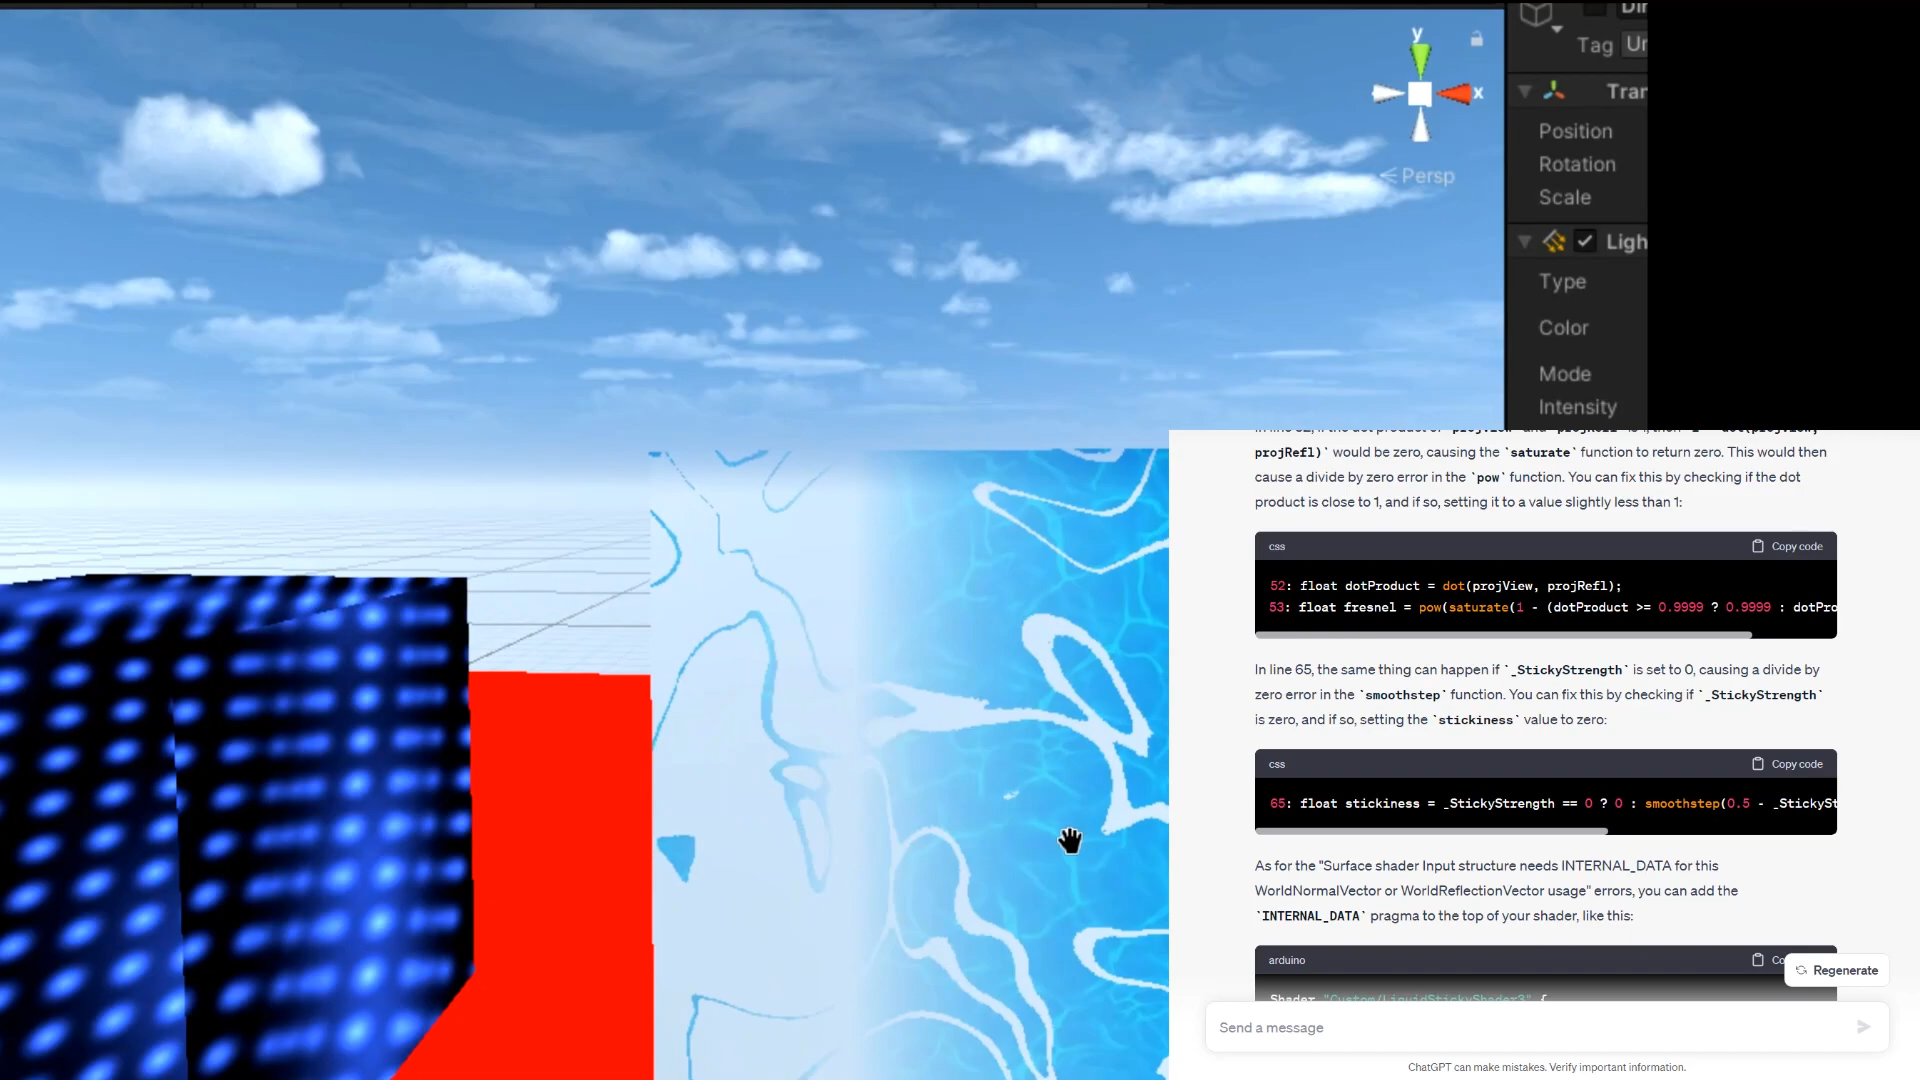 y
x
Persp
Tag
Position
Rotation
Scale
Type
Color
Mode
Intensity
projRefl)` would be zero, causing the `saturate` function to return zero. This would then
cause a divide by zero error in the `pow` function. You can fix this by checking if the dot
product is close to 1, and if so, setting it to a value slightly less than 1:
css
Copy code
52: float dotProduct = dot(projView, projRefl);
53: float fresnel = pow(saturate(1 - (dotProduct >= 0.9999 ? 0.9999 : dotPro
In line 65, the same thing can happen if `_StickyStrength` is set to 0, causing a divide by
zero error in the `smoothstep` function. You can fix this by checking if `_StickyStrength`
is zero, and if so, setting the `stickiness` value to zero:
css
Copy code
65: float stickiness = _StickyStrength == 0 ? 0 : smoothstep(0.5 - _StickySt
As for the "Surface shader Input structure needs INTERNAL_DATA for this
WorldNormalVector or WorldReflectionVector usage" errors, you can add the
`INTERNAL_DATA` pragma to the top of your shader, like this:
arduino
Co
Regenerate
Shader "Custom/LiquidStickyShader3" {
Send a message
ChatGPT can make mistakes. Verify important information.